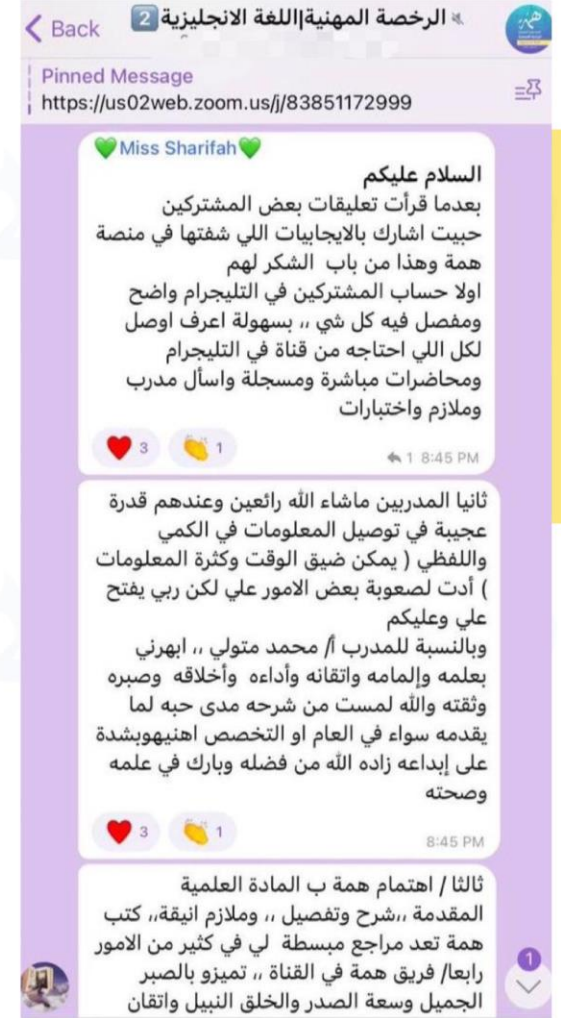 Back
الرخصة المهنية|اللغة الانجليزية 2
Pinned Message
https://us02web.zoom.us/j/83851172999
Miss Sharifah
السلام عليكم
بعدما قرأت تعليقات بعض المشتركين
حبيت اشارك بالايجابيات اللي شفتها في منصة
همة وهذا من باب الشكر لهم
اولا حساب المشتركين في التليجرام واضح
ومفصل فيه كل شي ،، بسهولة اعرف اوصل
لكل اللي احتاجه من قناة في التليجرام
ومحاضرات مباشرة ومسجلة واسأل مدرب
وملازم واختبارات
3 1 1 8:45 PM
ثانيا المدربين ماشاء الله رائعين وعندهم قدرة
عجيبة في توصيل المعلومات في الكمي
واللفظي ( يمكن ضيق الوقت وكثرة المعلومات
) أدت لصعوبة بعض الامور علي لكن ربي يفتح
علي وعليكم
وبالنسبة للمدرب أ/ محمد متولي ،، ابهرني
بعلمه وإلمامه واتقانه وأداءه وأخلاقه وصبره
وثقته والله لمست من شرحه مدى حبه لما
يقدمه سواء في العام او التخصص اهنيهوبشدة
على إبداعه زاده الله من فضله وبارك في علمه
وصحته
3 1 8:45 PM
ثالثا / اهتمام همة ب المادة العلمية
المقدمة ،،شرح وتفصيل ،، وملازم انيقة،، كتب
همة تعد مراجع مبسطة لي في كثير من الامور
رابعا/ فريق همة في القناة ،، تميزو بالصبر
الجميل وسعة الصدر والخلق النبيل واتقان
1